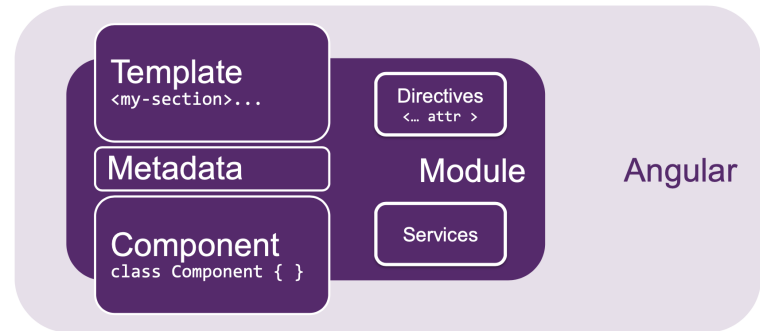 Template
<my-section>...
Metadata
Component
class Component { }
Directives
<… attr >
Module
Services
Angular